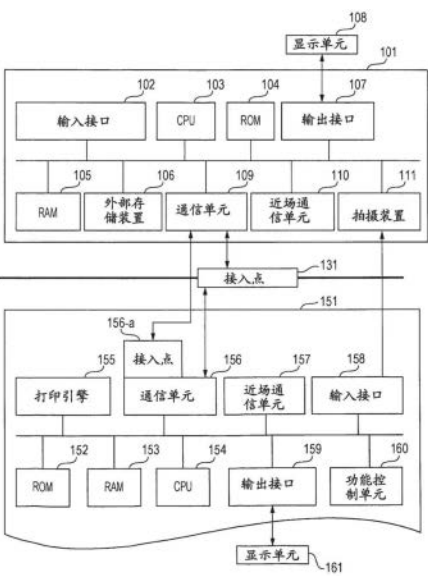 108
显示单元
101
102
103
104
107
输入接口
CPU
ROM
输出接口
105
106
109
110
111
RAM
外部存
储装置
通信单元
近场通
信单元
拍摄装置
131
接入点
151
156-a
接入点
155
156
157
158
打印引擎
通信单元
近场通
信单元
输入接口
152
153
154
159
160
ROM
RAM
CPU
输出接口
功能控
制单元
显示单元
161